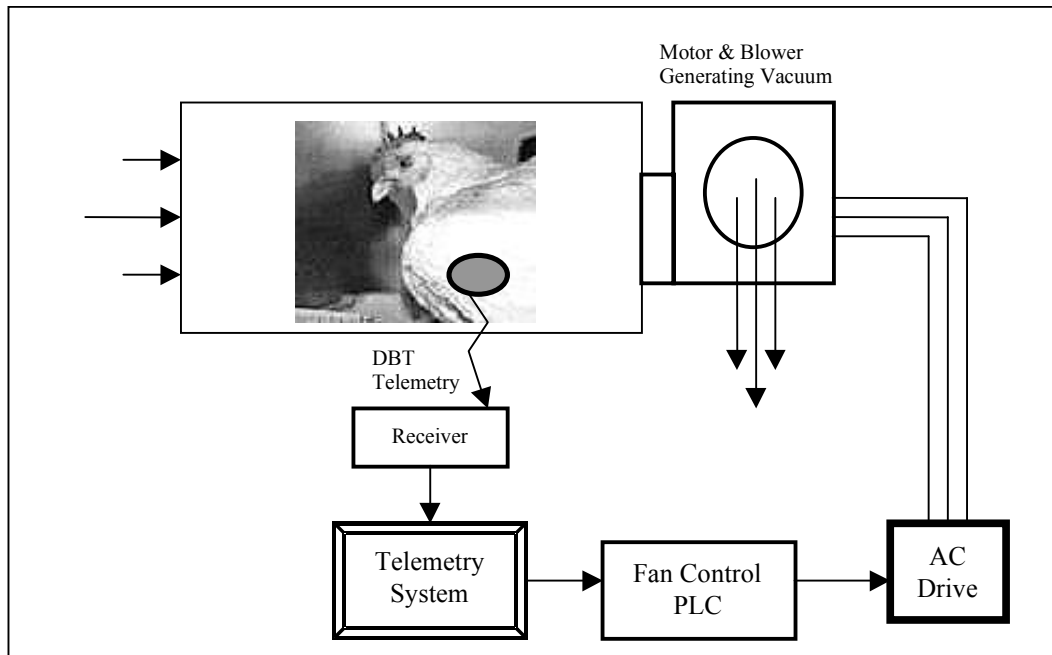 Motor & Blower
Generating Vacuum
DBT
Telemetry
Receiver
Telemetry
System
Fan Control
PLC
AC
Drive